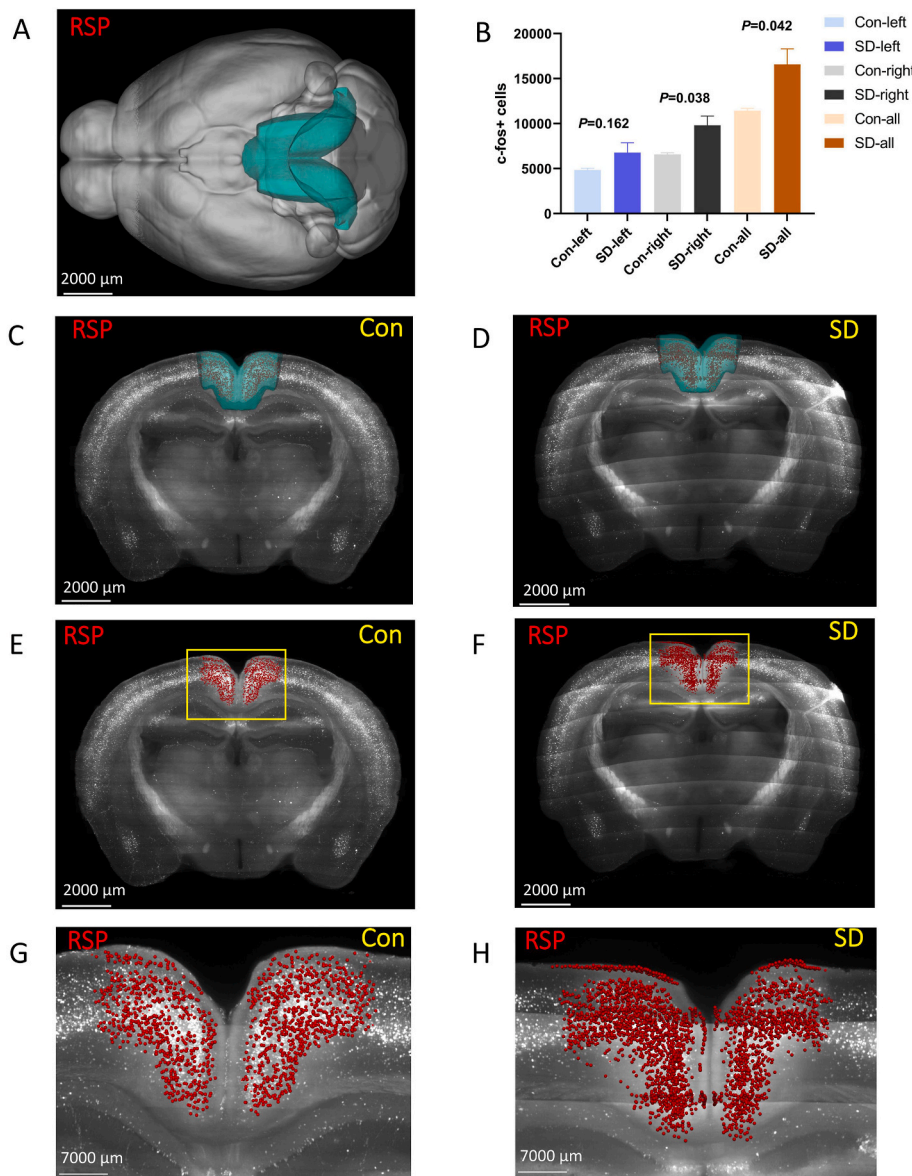 A
RSP
2000 µm
B
c-fos+ cells
20000
15000
10000
5000
0
P=0.162
P=0.038
P=0.042
Con-left
SD-left
Con-right
SD-right
Con-all
SD-all
Con-left
SD-left
Con-right
SD-right
Con-all
SD-all
C
RSP
Con
2000 µm
D
RSP
SD
2000 µm
E
RSP
Con
2000 µm
F
RSP
SD
2000 µm
G
RSP
Con
7000 µm
H
RSP
SD
7000 µm